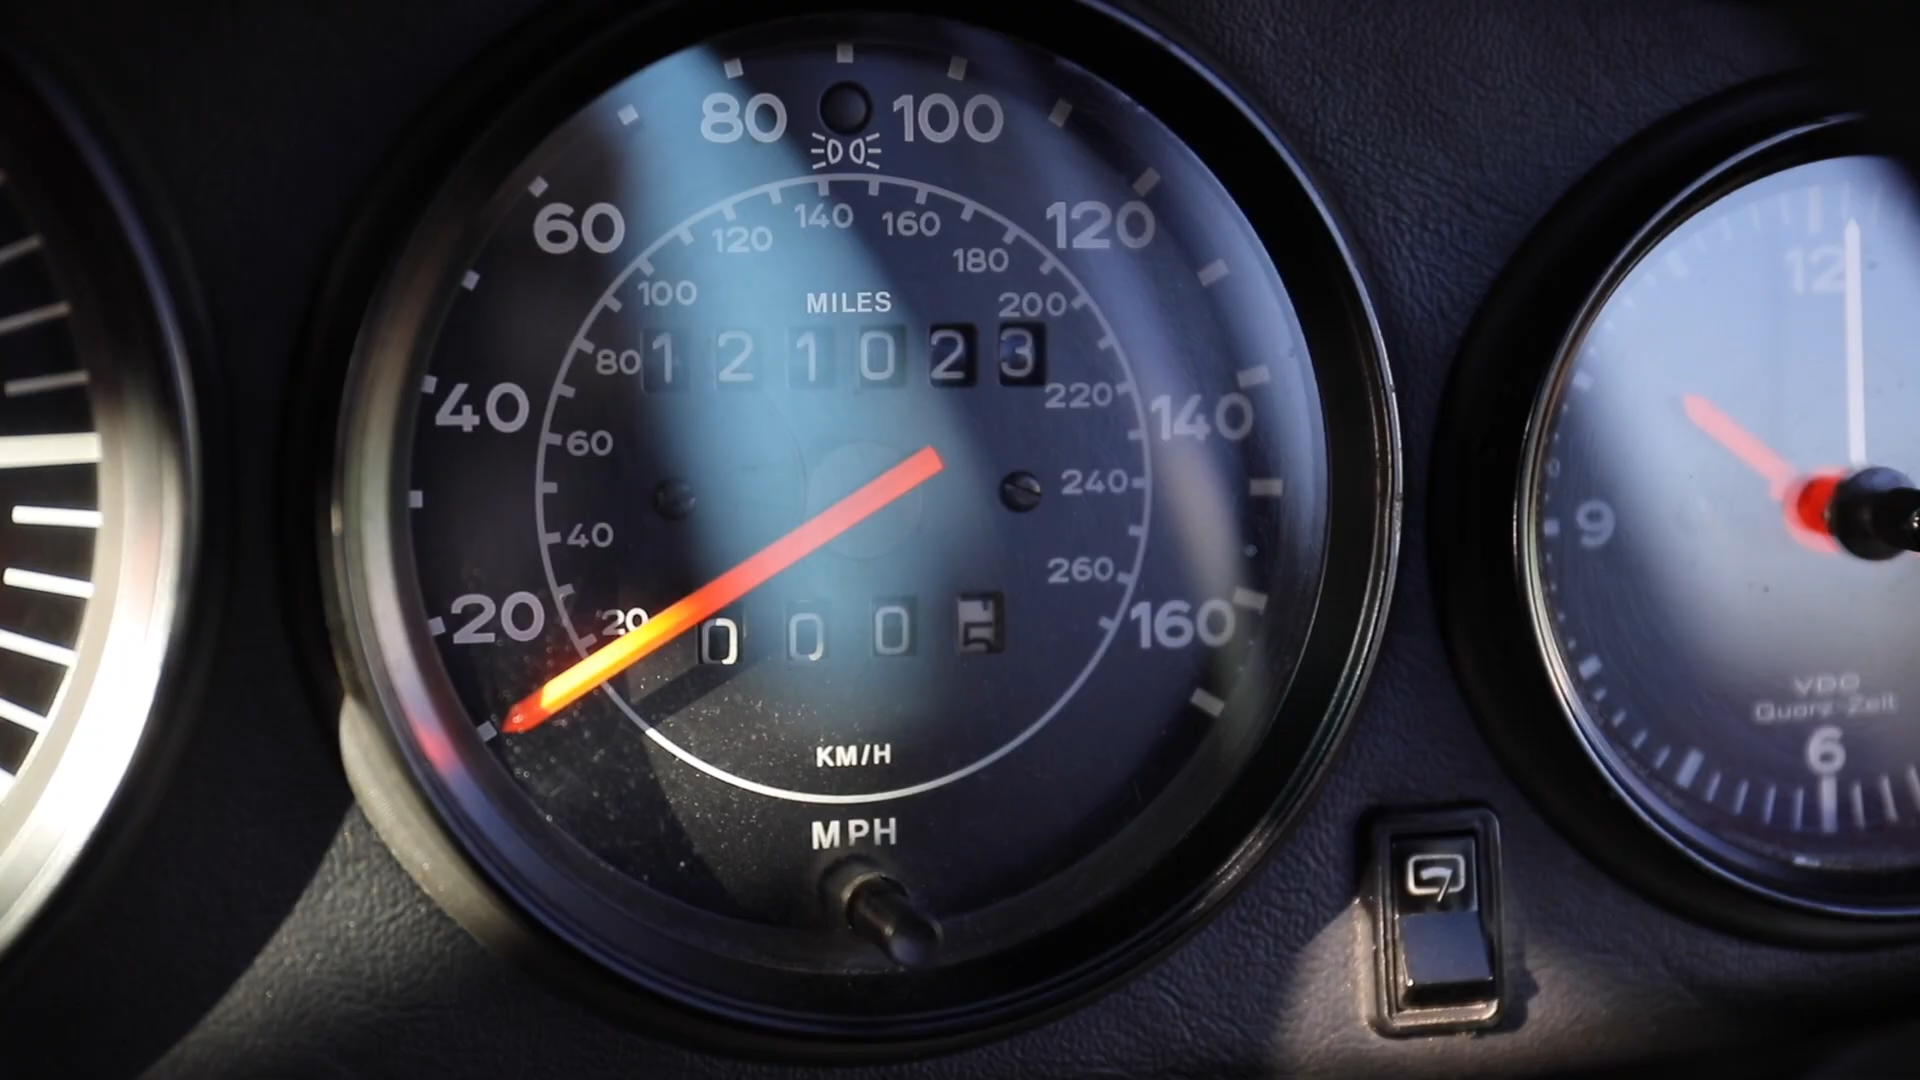 80 100
60 120
140 160
120 180
100 200
MILES
80 1 2 1 0 2 3
40 220 140
60
240
40
260
20 20 160
0 0 0
KM/H
MPH
12
9
VDO
Quarz-Zeit
6